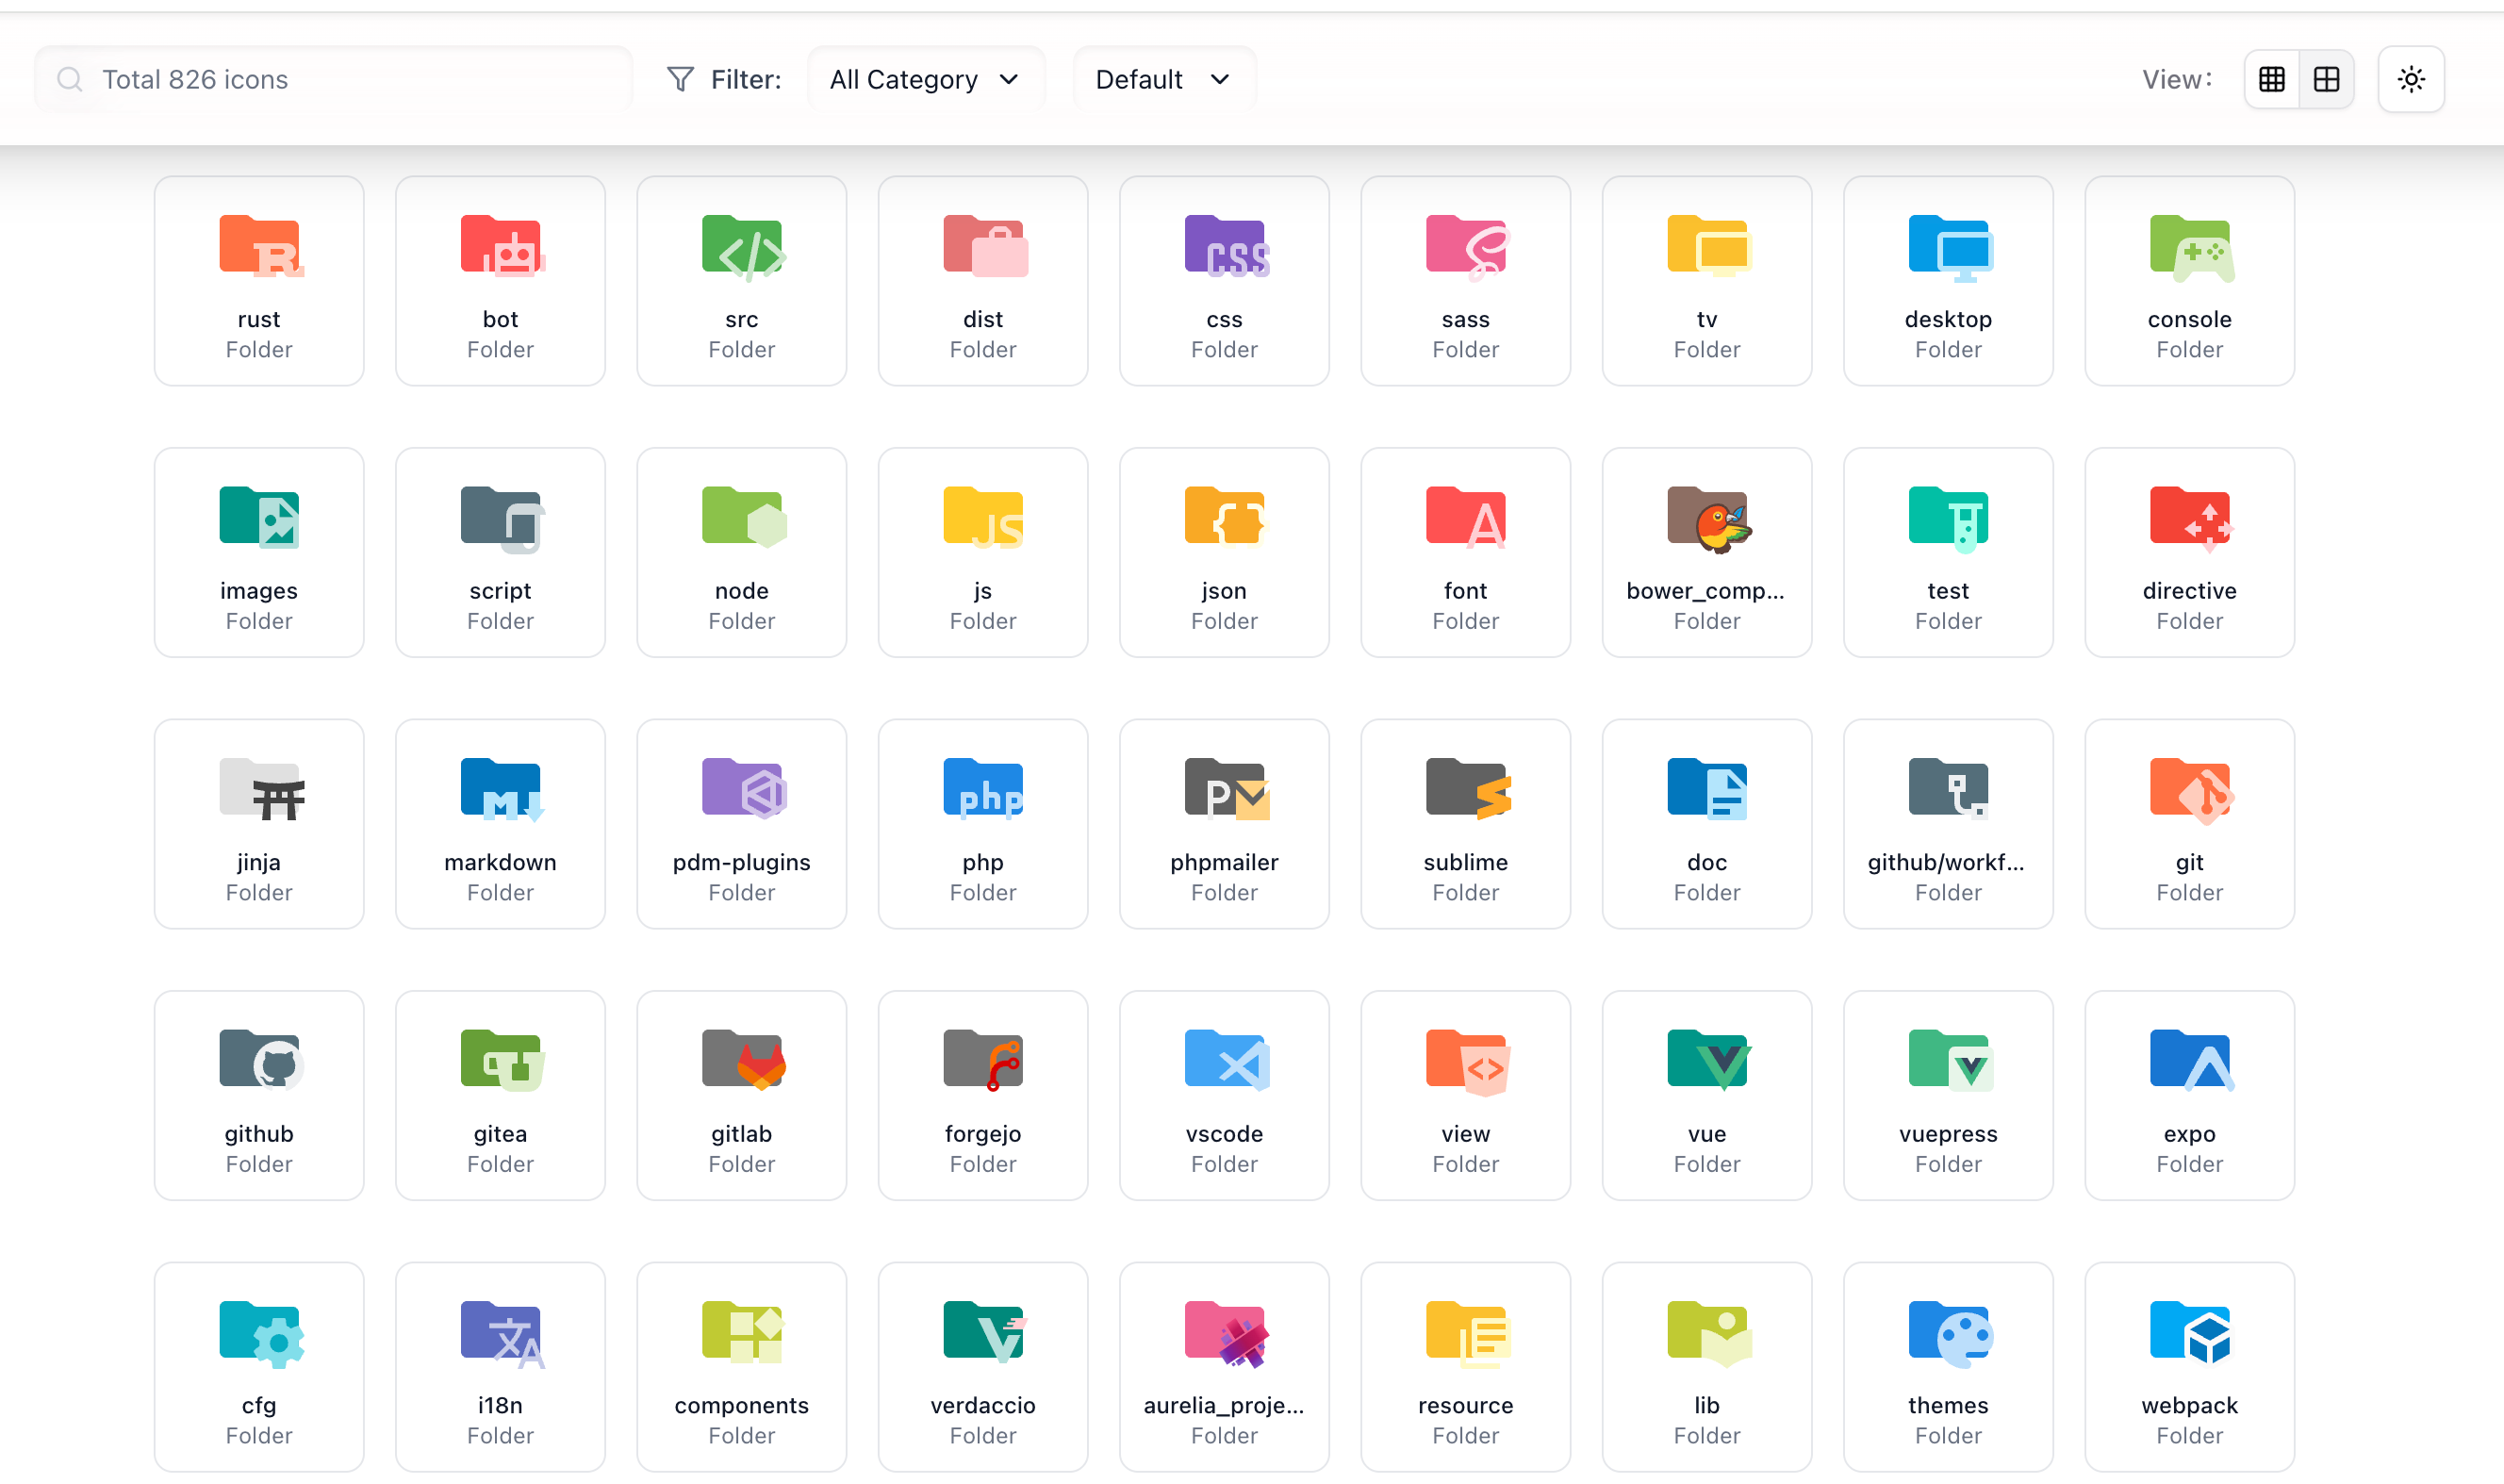 Total 826 icons
Filter:
All Category
Default
View:
R
CSS
rust
bot
src
dist
css
sass
tv
desktop
console
Folder
Folder
Folder
Folder
Folder
Folder
Folder
Folder
Folder
JS
A
images
script
node
js
json
font
bower_comp...
test
directive
Folder
Folder
Folder
Folder
Folder
Folder
Folder
Folder
Folder
M
php
P
jinja
markdown
pdm-plugins
php
phpmailer
sublime
doc
github/workf...
git
Folder
Folder
Folder
Folder
Folder
Folder
Folder
Folder
Folder
github
gitea
gitlab
forgejo
vscode
view
vue
vuepress
expo
Folder
Folder
Folder
Folder
Folder
Folder
Folder
Folder
Folder
文A
cfg
i18n
components
verdaccio
aurelia_proje...
resource
lib
themes
webpack
Folder
Folder
Folder
Folder
Folder
Folder
Folder
Folder
Folder